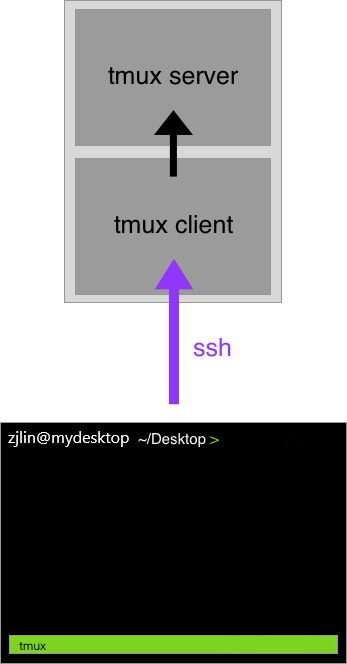 tmux server
tmux client
ssh
zjlin@mydesktop ~/Desktop >
tmux